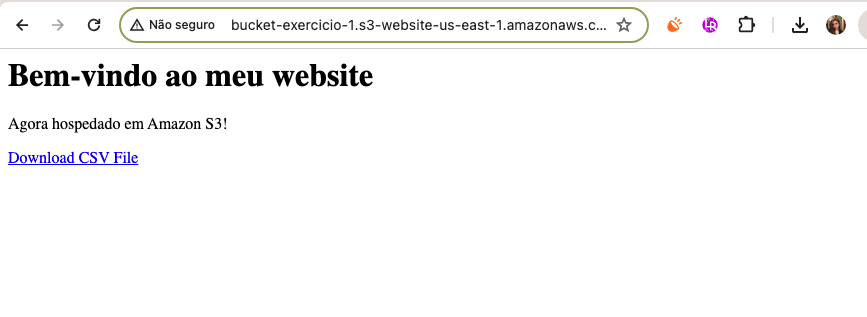 Não seguro bucket-exercicio-1.s3-website-us-east-1.amazonaws.c...
Bem-vindo ao meu website
Agora hospedado em Amazon S3!
Download CSV File